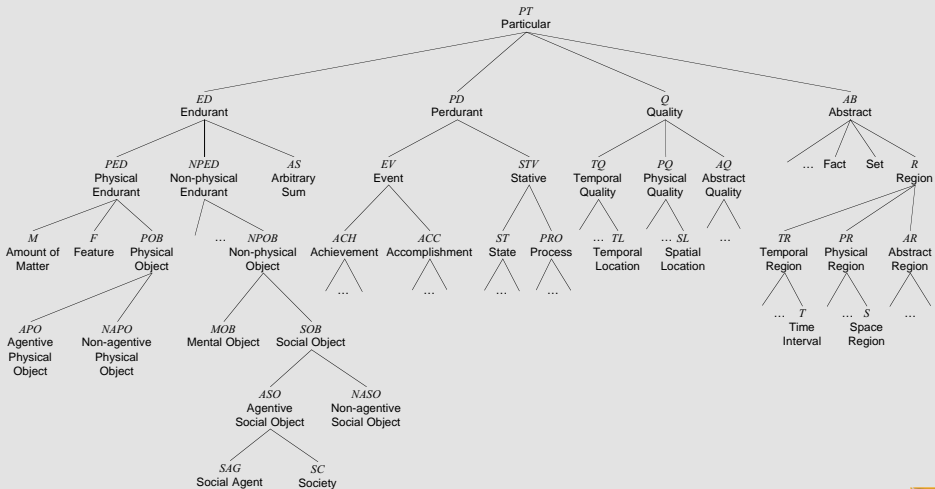 PT
Particular
ED PD Q AB
Endurant Perdurant Quality Abstract
PED NPED AS EV STV TQ PQ AQ … Fact Set R
Physical Non-physical Arbitrary Event Stative Temporal Physical Abstract Region
Endurant Endurant Sum Quality Quality Quality
M F POB … NPOB ACH ACC ST PRO … TL … SL … TR PR AR
Amount of Feature Physical Non-physical Achievement Accomplishment State Process Temporal Spatial Temporal Physical Abstract
Matter Object Object Location Location Region Region Region
… … … …
… T … S …
APO NAPO MOB SOB Time Space
Agentive Non-agentive Mental Object Social Object Interval Region
Physical Physical
Object Object
ASO NASO
Agentive Non-agentive
Social Object Social Object
SAG SC
Social Agent Society